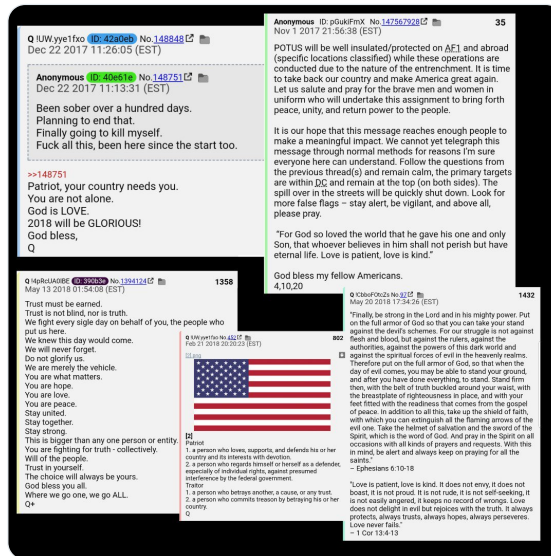 Q !UW.yye1fxo ID: 42a0eb No.148848
Dec 22 2017 11:26:05 (EST)
Anonymous ID: 40e61e No.148751
Dec 22 2017 11:13:31 (EST)
Been sober over a hundred days.
Planning to end that.
Finally going to kill myself.
Fuck all this, been here since the start too.
>>148751
Patriot, your country needs you.
You are not alone.
God is LOVE.
2018 will be GLORIOUS!
God bless,
Q
Anonymous ID: pGukiFmX No.147567928 35
Nov 1 2017 21:56:38 (EST)
POTUS will be well insulated/protected on AF1 and abroad
(specific locations classified) while these operations are
conducted due to the nature of the entrenchment. It is time
to take back our country and make America great again.
Let us salute and pray for the brave men and women in
uniform who will undertake this assignment to bring forth
peace, unity, and return power to the people.
It is our hope that this message reaches enough people to
make a meaningful impact. We cannot yet telegraph this
message through normal methods for reasons I'm sure
everyone here can understand. Follow the questions from
the previous thread(s) and remain calm, the primary targets
are within DC and remain at the top (on both sides). The
spill over in the streets will be quickly shut down. Look for
more false flags – stay alert, be vigilant, and above all,
please pray.
“For God so loved the world that he gave his one and only
Son, that whoever believes in him shall not perish but have
eternal life. Love is patient, love is kind.”
God bless my fellow Americans.
4,10,20
Q !4pRcUA0lBE ID: 390b3e No.1394124 1358
May 13 2018 01:54:08 (EST)
Trust must be earned.
Trust is not blind, nor is truth.
We fight every sigle day on behalf of you, the people who
put us here.
We knew this day would come.
We will never forget.
Do not glorify us.
We are merely the vehicle.
You are what matters.
You are hope.
You are love.
You are peace.
Stay united.
Stay together.
Stay strong.
This is bigger than any one person or entity.
You are fighting for truth - collectively.
Will of the people.
Trust in yourself.
The choice will always be yours.
God bless you all.
Where we go one, we go ALL.
Q+
Q !UW.yye1fxo No.452 802
Feb 21 2018 20:20:23 (EST)
[2]
Patriot
1. a person who loves, supports, and defends his or her
country and its interests with devotion.
2. a person who regards himself or herself as a defender,
especially of individual rights, against presumed
interference by the federal government.
Traitor
1. a person who betrays another, a cause, or any trust.
2. a person who commits treason by betraying his or her
country.
Q
Q !CbboFOtcZs No.97 1432
May 20 2018 17:34:26 (EST)
"Finally, be strong in the Lord and in his mighty power. Put
on the full armor of God so that you can take your stand
against the devil's schemes. For our struggle is not against
flesh and blood, but against the rulers, against the
authorities, against the powers of this dark world and
against the spiritual forces of evil in the heavenly realms.
Therefore put on the full armor of God, so that when the
day of evil comes, you may be able to stand your ground,
and after you have done everything, to stand. Stand firm
then, with the belt of truth buckled around your waist, with
the breastplate of righteousness in place, and with your
feet fitted with the readiness that comes from the gospel
of peace. In addition to all this, take up the shield of faith,
with which you can extinguish all the flaming arrows of the
evil one. Take the helmet of salvation and the sword of the
Spirit, which is the word of God. And pray in the Spirit on all
occasions with all kinds of prayers and requests. With this
in mind, be alert and always keep on praying for all the
saints."
– Ephesians 6:10-18
"Love is patient, love is kind. It does not envy, it does not
boast, it is not proud. It is not rude, it is not self-seeking, it
is not easily angered, it keeps no record of wrongs. Love
does not delight in evil but rejoices with the truth. It always
protects, always trusts, always hopes, always perseveres.
Love never fails."
– 1 Cor 13:4-13